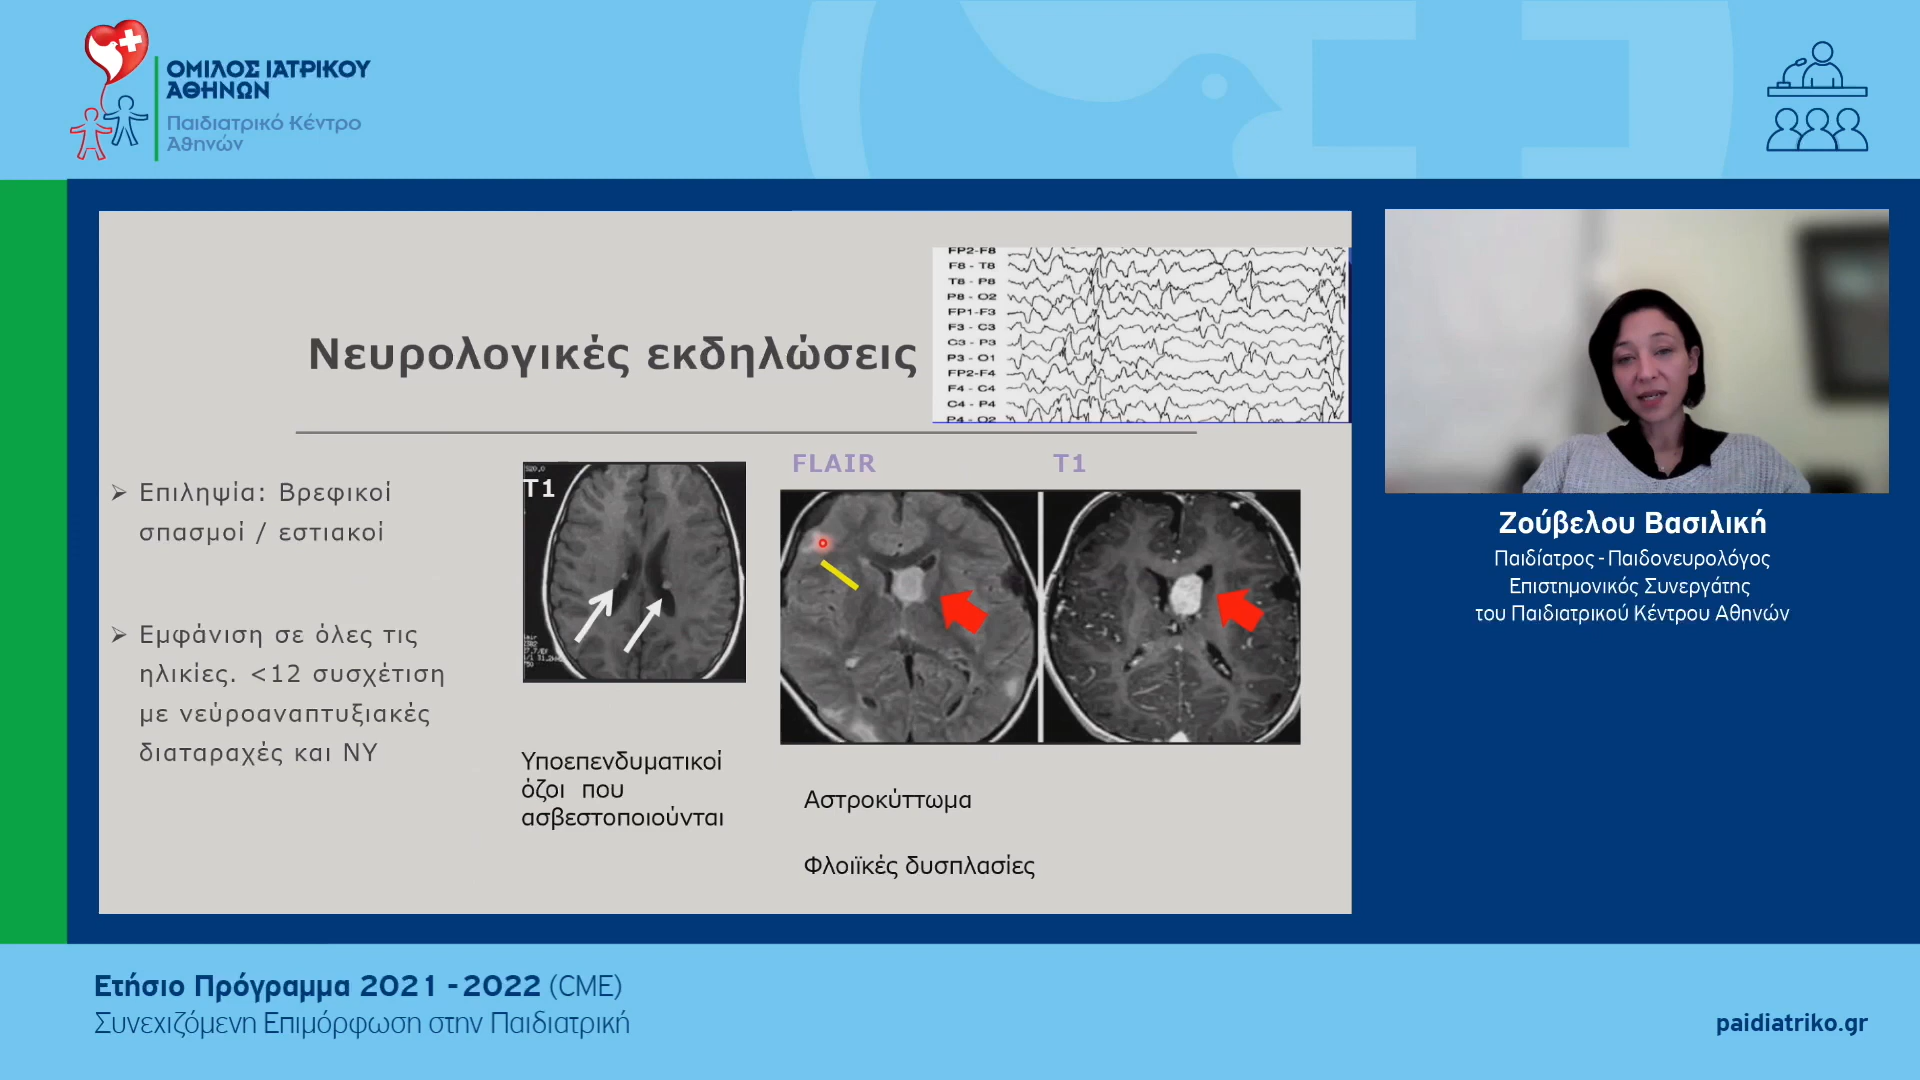 ΟΜΙΛΟΣ ΙΑΤΡΙΚΟΥ
ΑΘΗΝΩΝ
Παιδιατρικό Κέντρο
Αθηνών
Νευρολογικές εκδηλώσεις
FP2-F8
F8 - T8
T8 - P8
P8 - O2
FP1-F3
F3 - C3
C3 - P3
P3 - O1
FP2-F4
F4 - C4
C4 - P4
P4 - O2
➢ Επιληψία: Βρεφικοί
σπασμοί / εστιακοί
➢ Εμφάνιση σε όλες τις
ηλικίες. <12 συσχέτιση
με νεύροαναπτυξιακές
διαταραχές και ΝΥ
T1
Υποεπενδυματικοί
όζοι που
ασβεστοποιούνται
FLAIR
T1
Αστροκύττωμα
Φλοιϊκές δυσπλασίες
Ζούβελου Βασιλική
Παιδίατρος - Παιδονευρολόγος
Επιστημονικός Συνεργάτης
του Παιδιατρικού Κέντρου Αθηνών
Ετήσιο Πρόγραμμα 2021 - 2022 (CME)
Συνεχιζόμενη Επιμόρφωση στην Παιδιατρική
paidiatriko.gr